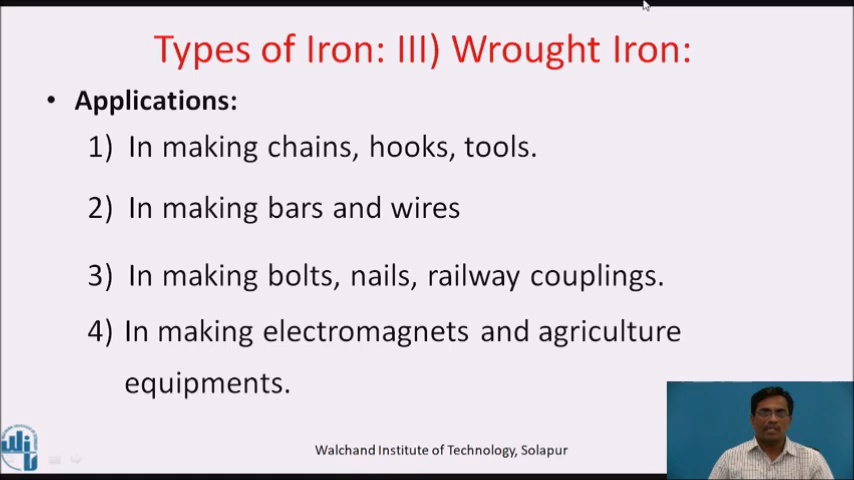 Types of Iron: III) Wrought Iron:
• Applications:
1) In making chains, hooks, tools.
2) In making bars and wires
3) In making bolts, nails, railway couplings.
4) In making electromagnets and agriculture
equipments.
Walchand Institute of Technology, Solapur